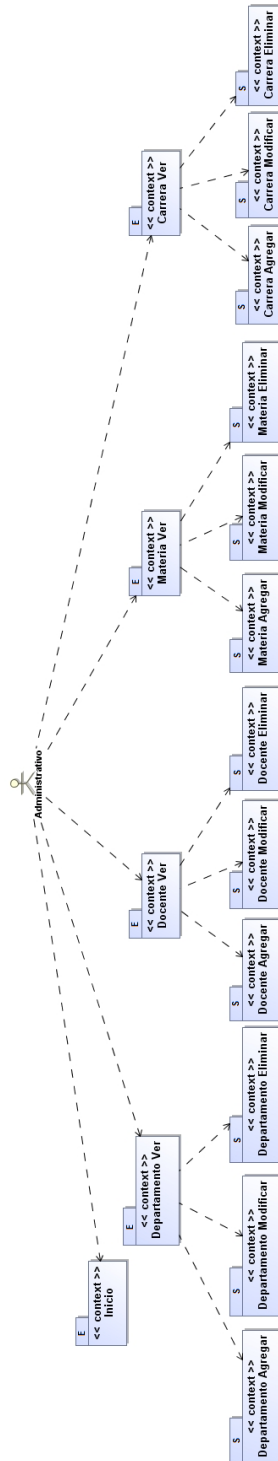 Administrativo
E
<< context >>
Inicio
E
<< context >>
Departamento Ver
E
<< context >>
Docente Ver
E
<< context >>
Materia Ver
E
<< context >>
Carrera Ver
S
<< context >>
Departamento Agregar
S
<< context >>
Departamento Modificar
S
<< context >>
Departamento Eliminar
S
<< context >>
Docente Agregar
S
<< context >>
Docente Modificar
S
<< context >>
Docente Eliminar
S
<< context >>
Materia Agregar
S
<< context >>
Materia Modificar
S
<< context >>
Materia Eliminar
S
<< context >>
Carrera Agregar
S
<< context >>
Carrera Modificar
S
<< context >>
Carrera Eliminar